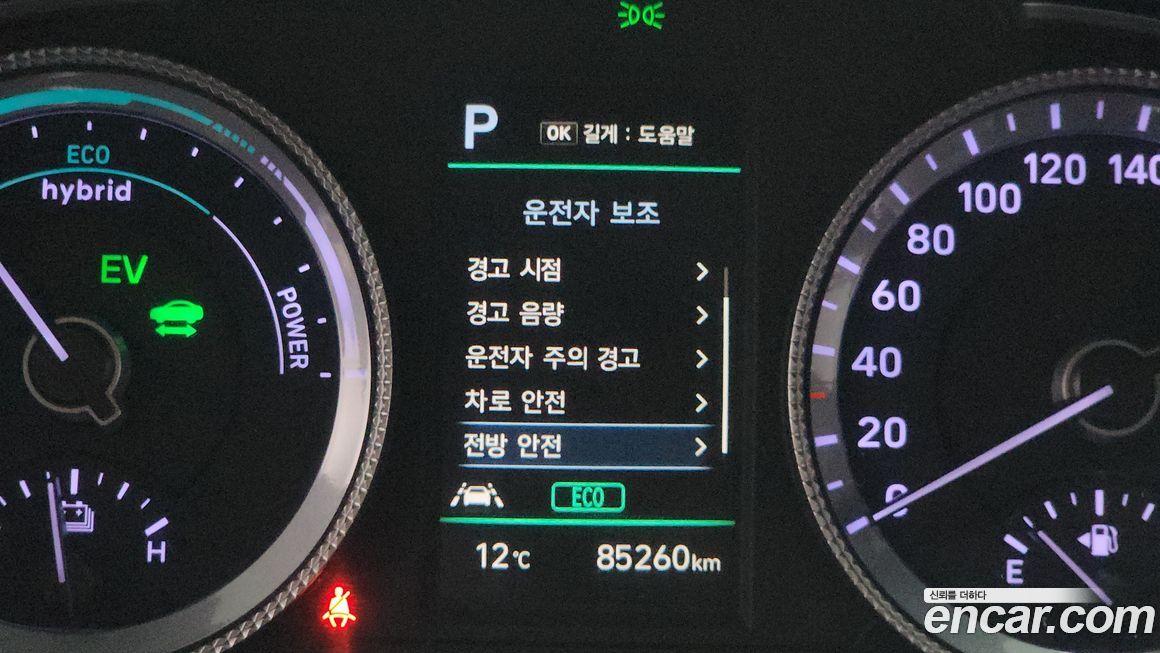 P
OK 길게 : 도움말
운전자 보조
경고 시점
경고 음량
운전자 주의 경고
차로 안전
전방 안전
ECO
12℃ 85260km
ECO
hybrid
EV
POWER
H
140
120
100
80
60
40
20
0
E
신뢰를 더하다
encar.com